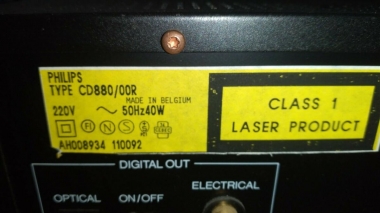 PHILIPS
TYPE CD880/00R
MADE IN BELGIUM
220V ~ 50Hz40W
CLASS 1
LASER PRODUCT
AH008934 110092
DIGITAL OUT
OPTICAL ON/OFF ELECTRICAL